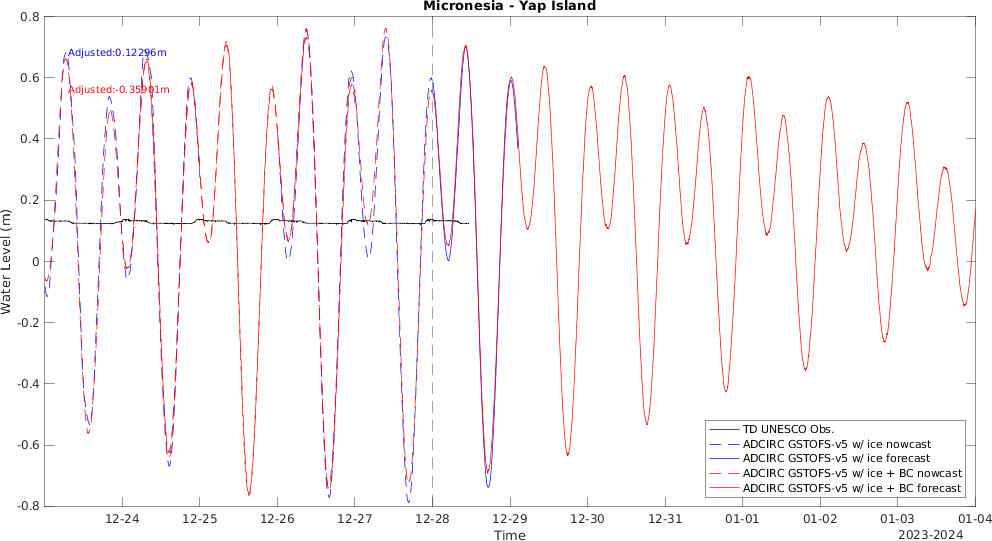 Micronesia - Yap Island
Adjusted:0.12296m
Adjusted:-0.35901m
Water Level (m)
0.8
0.6
0.4
0.2
0
-0.2
-0.4
-0.6
-0.8
TD UNESCO Obs.
ADCIRC GSTOFS-v5 w/ ice nowcast
ADCIRC GSTOFS-v5 w/ ice forecast
ADCIRC GSTOFS-v5 w/ ice + BC nowcast
ADCIRC GSTOFS-v5 w/ ice + BC forecast
12-24 12-25 12-26 12-27 12-28 12-29 12-30 12-31 01-01 01-02 01-03 01-04
Time
2023-2024